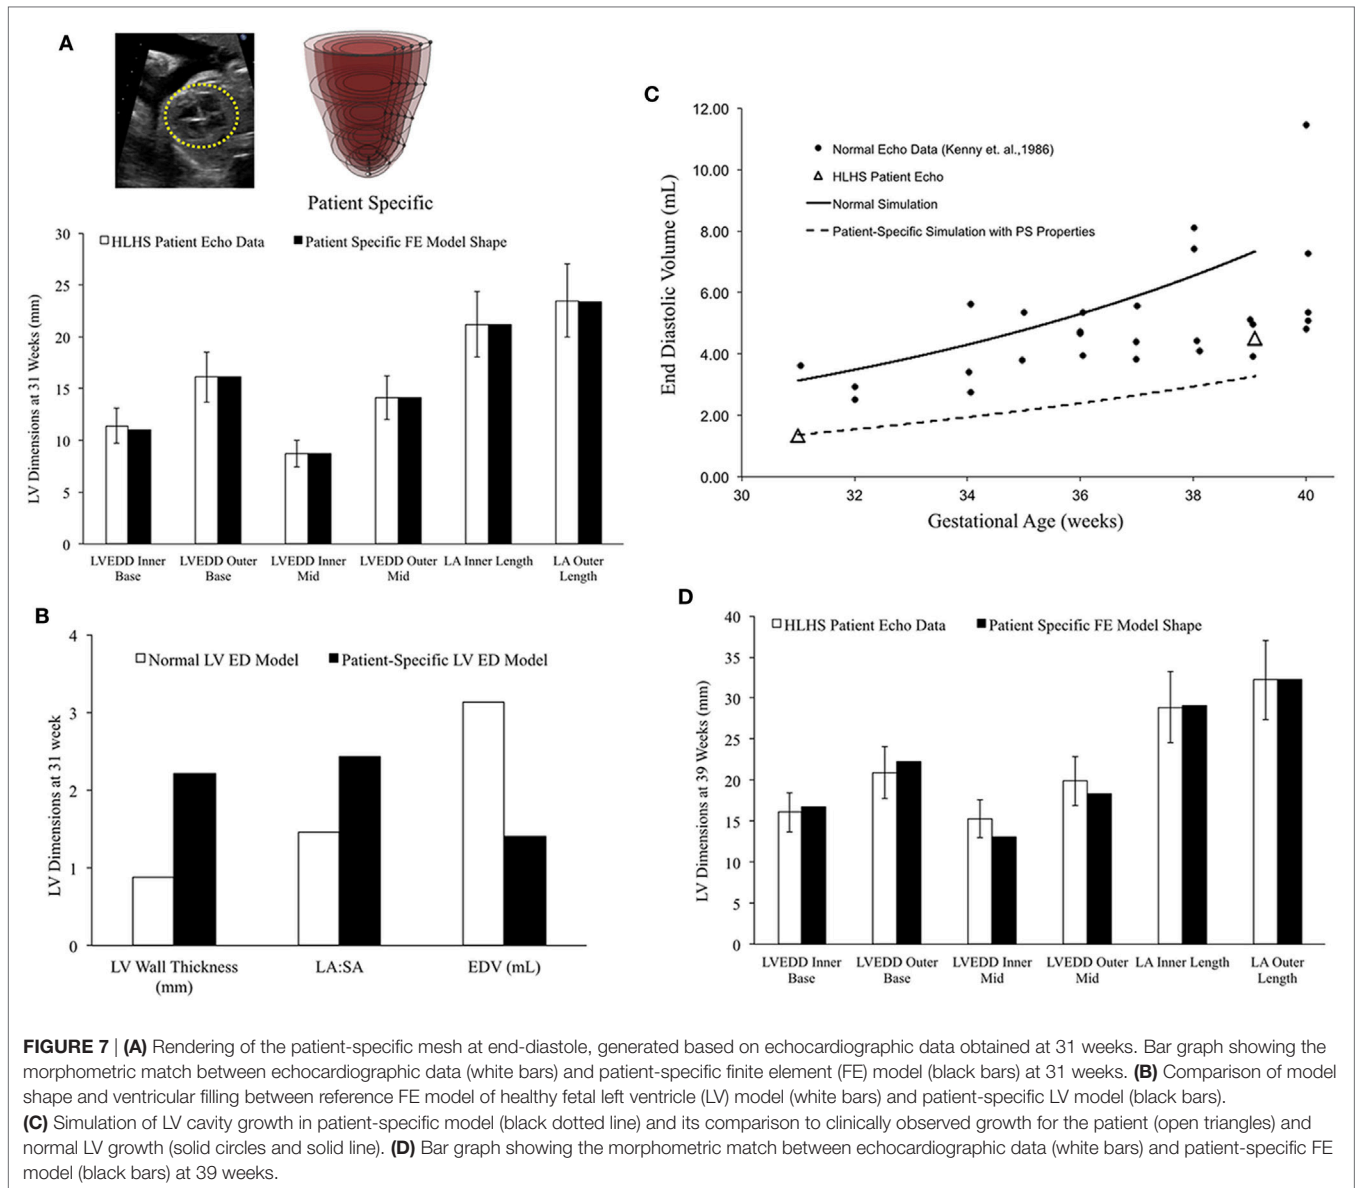 A
Patient Specific
LV Dimensions at 31 Weeks (mm)
30
25
20
15
10
5
0
HLHS Patient Echo Data
Patient Specific FE Model Shape
LVEDD Inner
Base
LVEDD Outer
Base
LVEDD Inner
Mid
LVEDD Outer
Mid
LA Inner Length
LA Outer
Length
B
LV Dimensions at 31 week
4
3
2
1
0
Normal LV ED Model
Patient-Specific LV ED Model
LV Wall Thickness
(mm)
LA:SA
EDV (mL)
C
End Diastolic Volume (mL)
12.00
10.00
8.00
6.00
4.00
2.00
0.00
Normal Echo Data (Kenny et. al.,1986)
HLHS Patient Echo
Normal Simulation
Patient-Specific Simulation with PS Properties
30
32
34
36
38
40
Gestational Age (weeks)
D
LV Dimensions at 39 Weeks (mm)
40
35
30
25
20
15
10
5
0
HLHS Patient Echo Data
Patient Specific FE Model Shape
LVEDD Inner
Base
LVEDD Outer
Base
LVEDD Inner
Mid
LVEDD Outer
Mid
LA Inner Length
LA Outer
Length
FIGURE 7 | (A) Rendering of the patient-specific mesh at end-diastole, generated based on echocardiographic data obtained at 31 weeks. Bar graph showing the
morphometric match between echocardiographic data (white bars) and patient-specific finite element (FE) model (black bars) at 31 weeks. (B) Comparison of model
shape and ventricular filling between reference FE model of healthy fetal left ventricle (LV) model (white bars) and patient-specific LV model (black bars).
(C) Simulation of LV cavity growth in patient-specific model (black dotted line) and its comparison to clinically observed growth for the patient (open triangles) and
normal LV growth (solid circles and solid line). (D) Bar graph showing the morphometric match between echocardiographic data (white bars) and patient-specific FE
model (black bars) at 39 weeks.